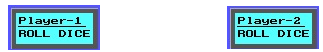 Player-1
ROLL DICE
Player-2
ROLL DICE